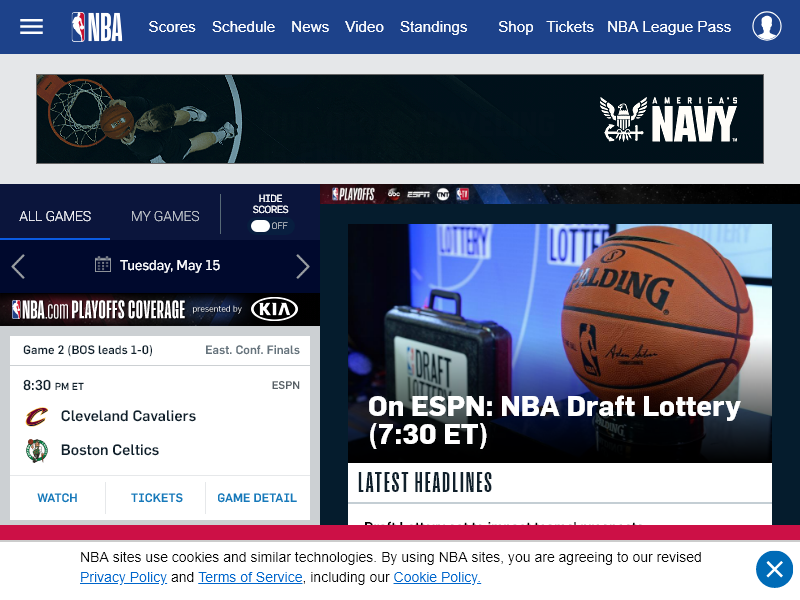 NBA Scores Schedule News Video Standings Shop Tickets NBA League Pass
AMERICA'S
NAVY
ALL GAMES
MY GAMES
HIDE
SCORES
OFF
PLAYOFFS abc ESPN TNT
Tuesday, May 15
NBA.com PLAYOFFS COVERAGE presented by KIA
Game 2 (BOS leads 1-0) East. Conf. Finals
8:30 PM ET ESPN
Cleveland Cavaliers
Boston Celtics
WATCH TICKETS GAME DETAIL
LOTTERY
LOTT
SPALDING
DRAFT
LOTTERY
On ESPN: NBA Draft Lottery
(7:30 ET)
LATEST HEADLINES
NBA sites use cookies and similar technologies. By using NBA sites, you are agreeing to our revised
Privacy Policy and Terms of Service, including our Cookie Policy.